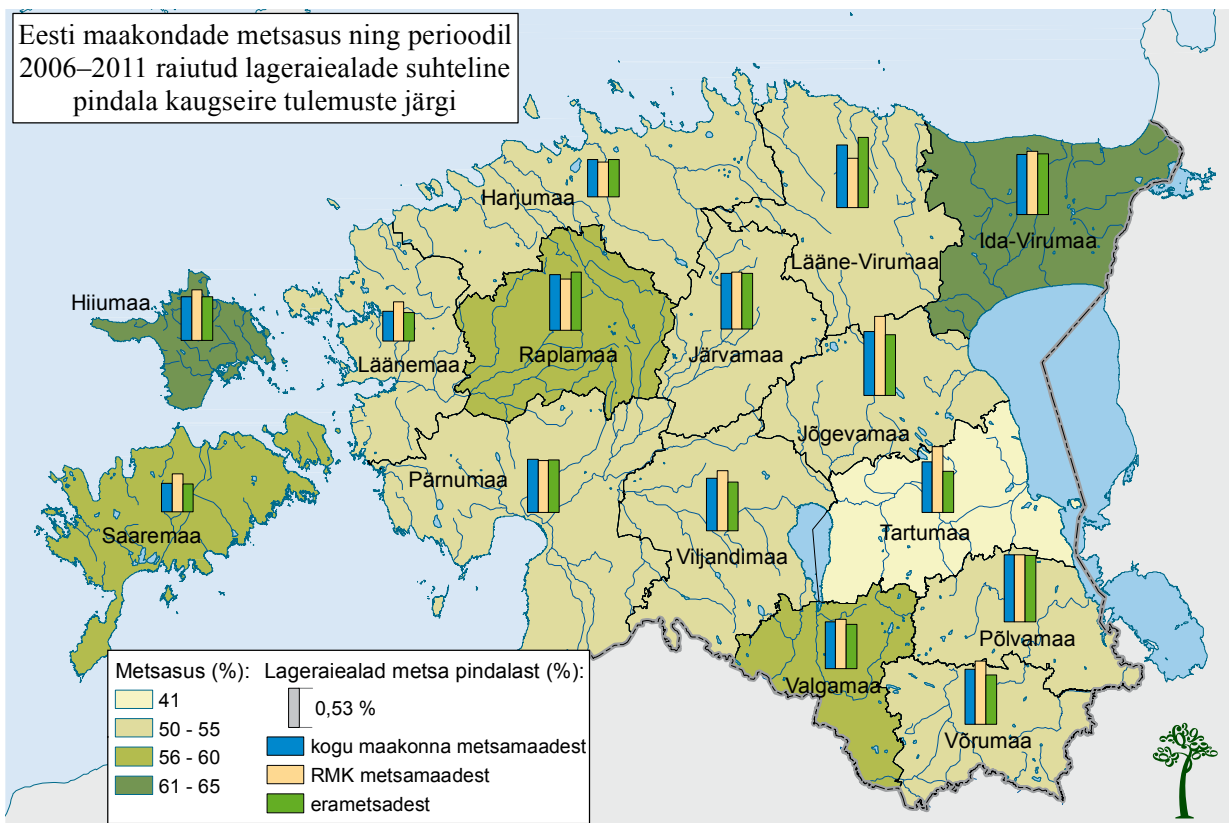 Eesti maakondade metsasus ning perioodil
2006–2011 raiutud lageraiealade suhteline
pindala kaugseire tulemuste järgi
Harjumaa
Ida-Virumaa
Lääne-Virumaa
Hiiumaa
Läänemaa
Raplamaa
Järvamaa
Jõgevamaa
Pärnumaa
Saaremaa
Viljandimaa
Tartumaa
Põlvamaa
Valgamaa
Võrumaa
Metsasus (%):
41
50 - 55
56 - 60
61 - 65
Lageraiealad metsa pindalast (%):
0,53 %
kogu maakonna metsamaadest
RMK metsamaadest
erametsadest